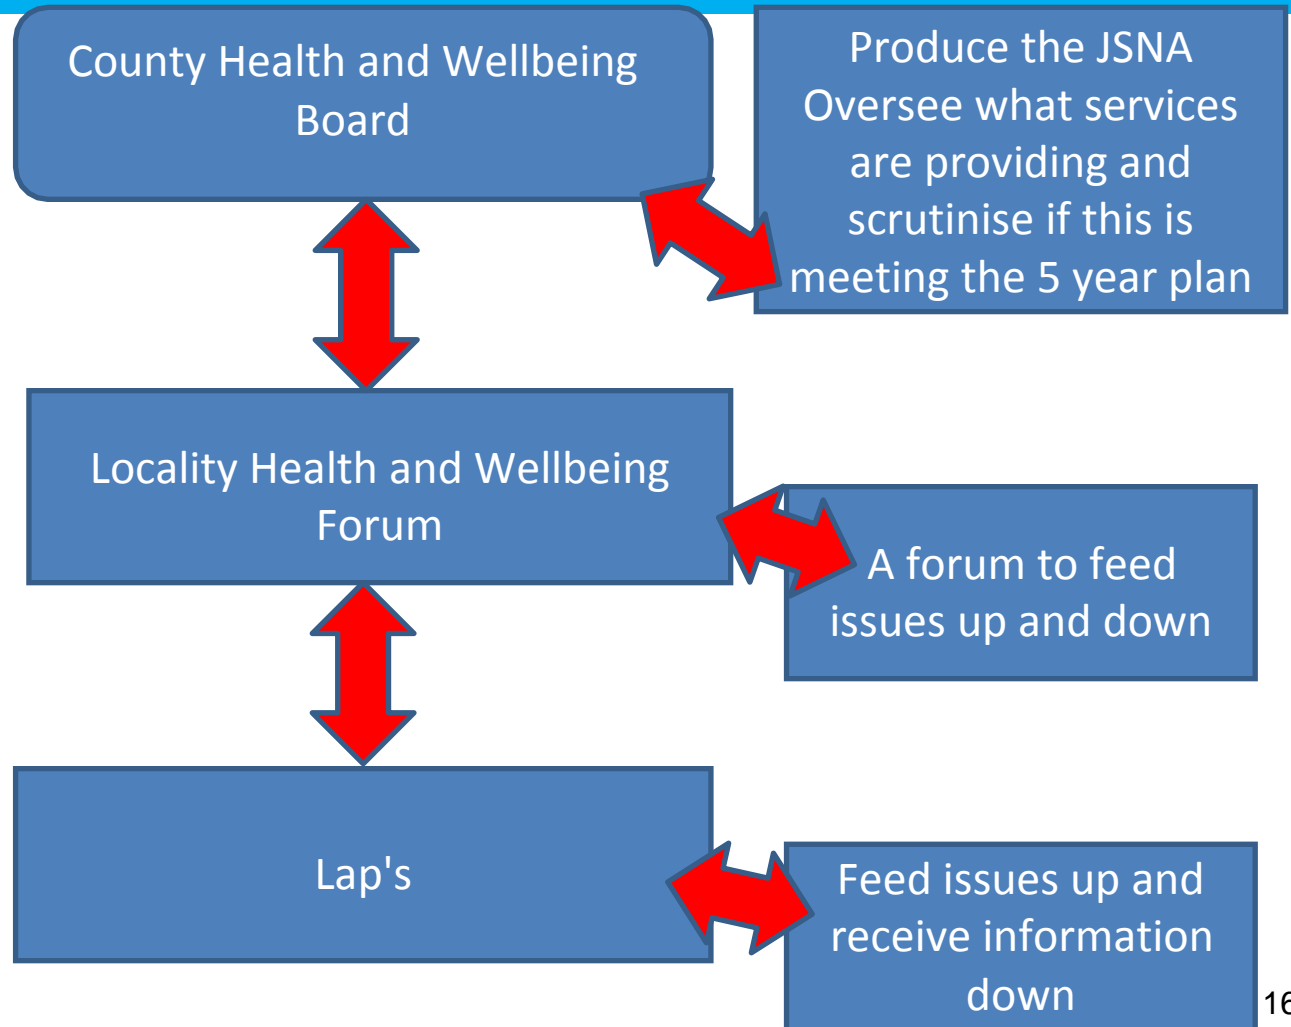 County Health and Wellbeing
Board
Produce the JSNA
Oversee what services
are providing and
scrutinise if this is
meeting the 5 year plan
Locality Health and Wellbeing
Forum
A forum to feed
issues up and down
Lap's
Feed issues up and
receive information
down
16